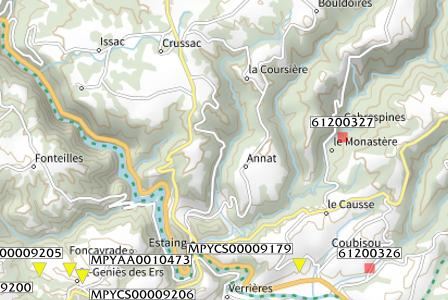 Bouldoires
Issac
Crussac
la Coursière
61200327
Cabrespines
le Monastère
Fonteilles
Annat
le Causse
Estaing
MPYCS00009179
Coubisou
Foncayrade
00009205
MPYAA0010473
61200326
Geniès des Ers
9200
MPYCS00009206
Verrières